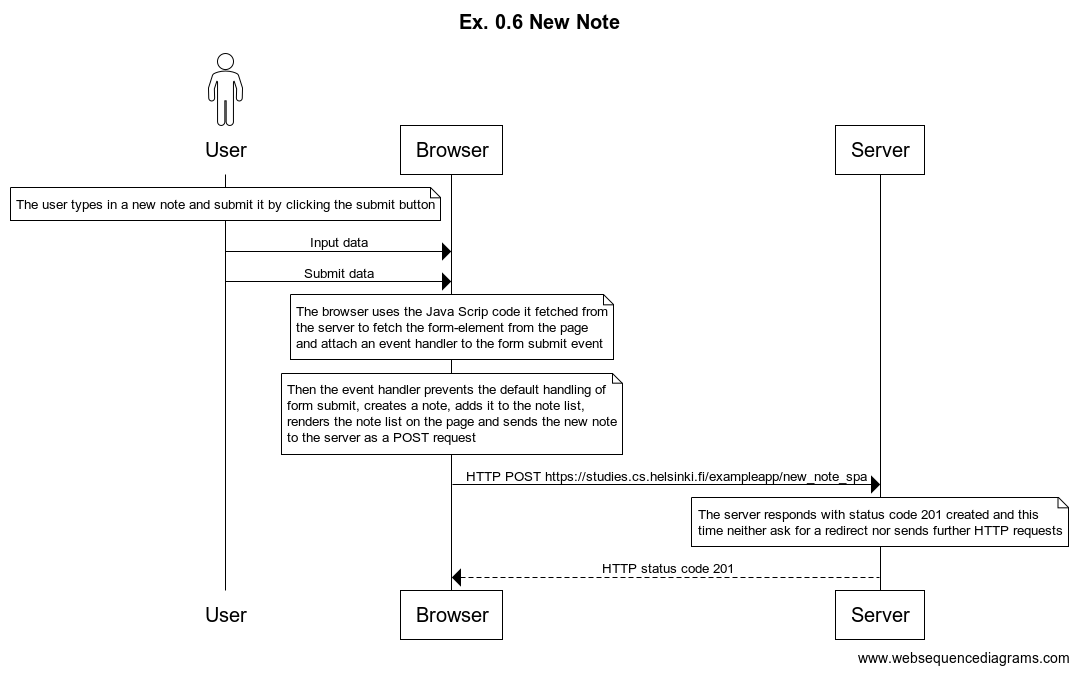 Ex. 0.6 New Note
User
Browser
Server
The user types in a new note and submit it by clicking the submit button
Input data
Submit data
The browser uses the Java Scrip code it fetched from
the server to fetch the form-element from the page
and attach an event handler to the form submit event
Then the event handler prevents the default handling of
form submit, creates a note, adds it to the note list,
renders the note list on the page and sends the new note
to the server as a POST request
HTTP POST https://studies.cs.helsinki.fi/exampleapp/new_note_spa
The server responds with status code 201 created and this
time neither ask for a redirect nor sends further HTTP requests
HTTP status code 201
User
Browser
Server
www.websequencediagrams.com